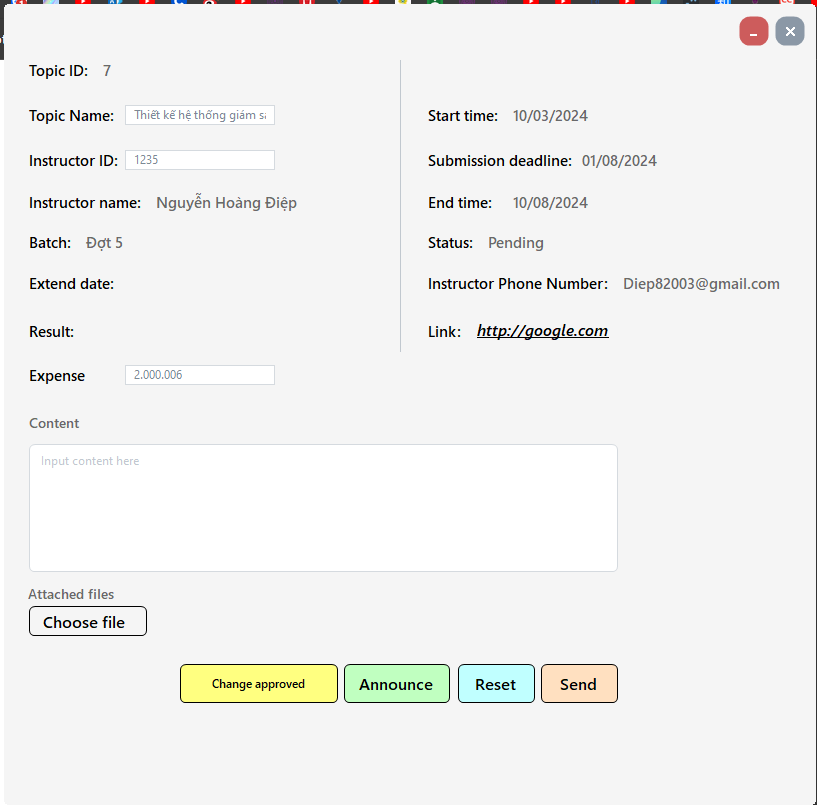 Topic ID: 7
Topic Name: Thiết kế hệ thống giám
Instructor ID: 1235
Instructor name: Nguyễn Hoàng Điệp
Batch: Đợt 5
Extend date:
Result:
Start time: 10/03/2024
Submission deadline: 01/08/2024
End time: 10/08/2024
Status: Pending
Instructor Phone Number: Diep82003@gmail.com
Link: http://google.com
Expense 2.000.006
Content
Input content here
Attached files
Choose file
Change approved Announce Reset Send